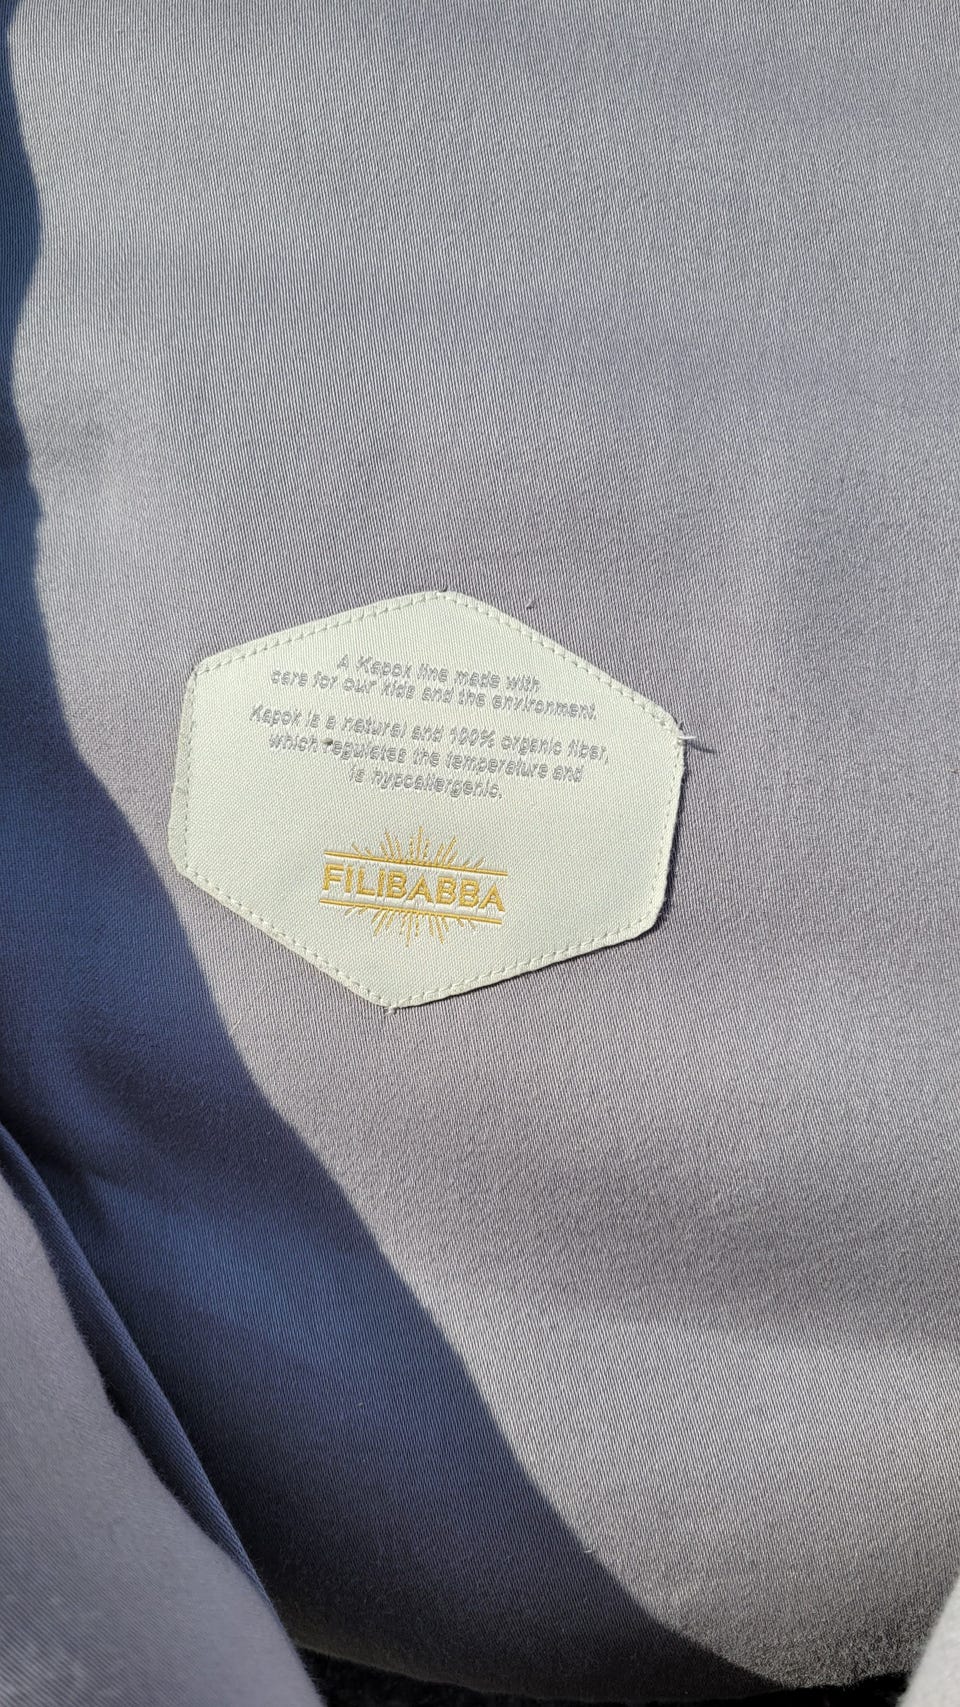 A Kapok line made with
care for our kids and the environment.
Kapok is a natural and 100% organic fiber,
which regulates the temperature and
is hypoallergenic.
FILIBABBA